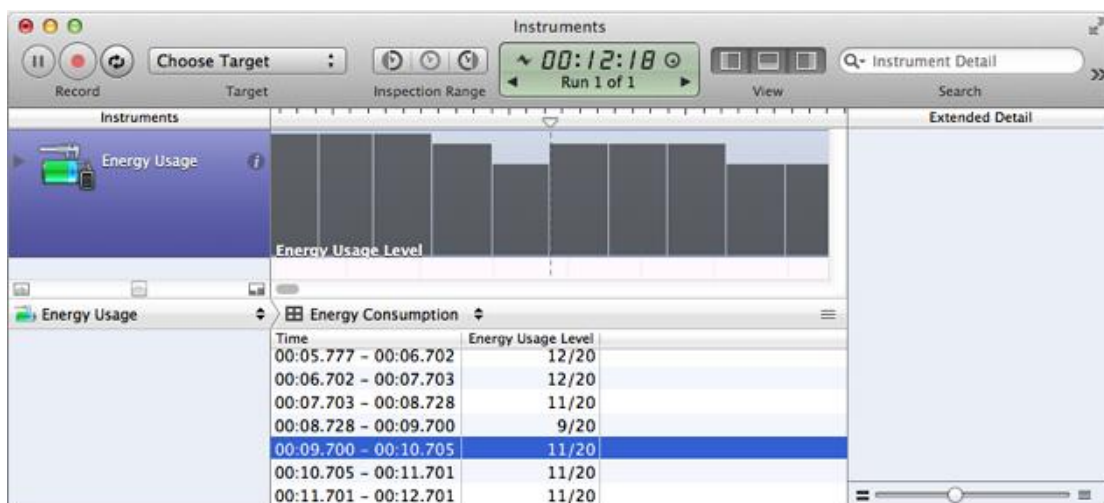 Instruments
Choose Target
00:12:18
Run 1 of 1
Instrument Detail
Record
Target
Inspection Range
View
Search
Instruments
Extended Detail
Energy Usage
Energy Usage Level
Energy Usage
Energy Consumption
Time Energy Usage Level
00:05.777 – 00:06.702 12/20
00:06.702 – 00:07.703 12/20
00:07.703 – 00:08.728 11/20
00:08.728 – 00:09.700 9/20
00:09.700 – 00:10.705 11/20
00:10.705 – 00:11.701 11/20
00:11.701 – 00:12.701 11/20